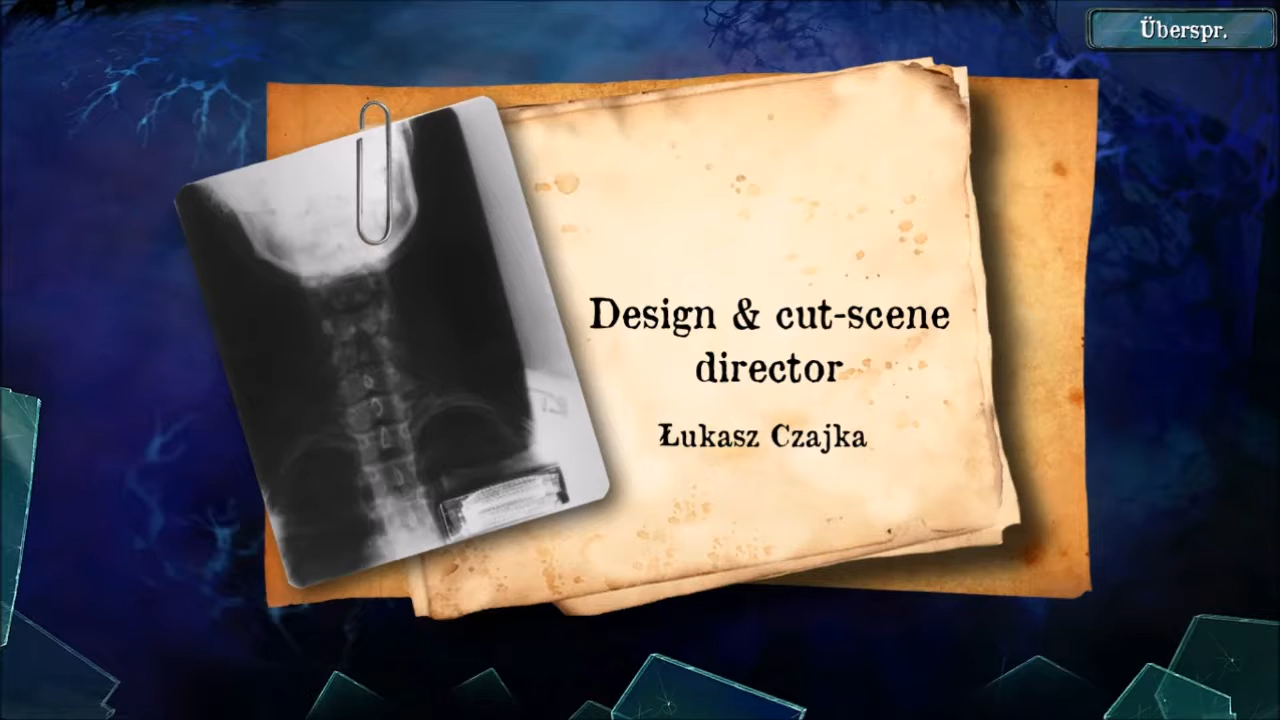 Überspr.
Design & cut-scene
director
Łukasz Czajka